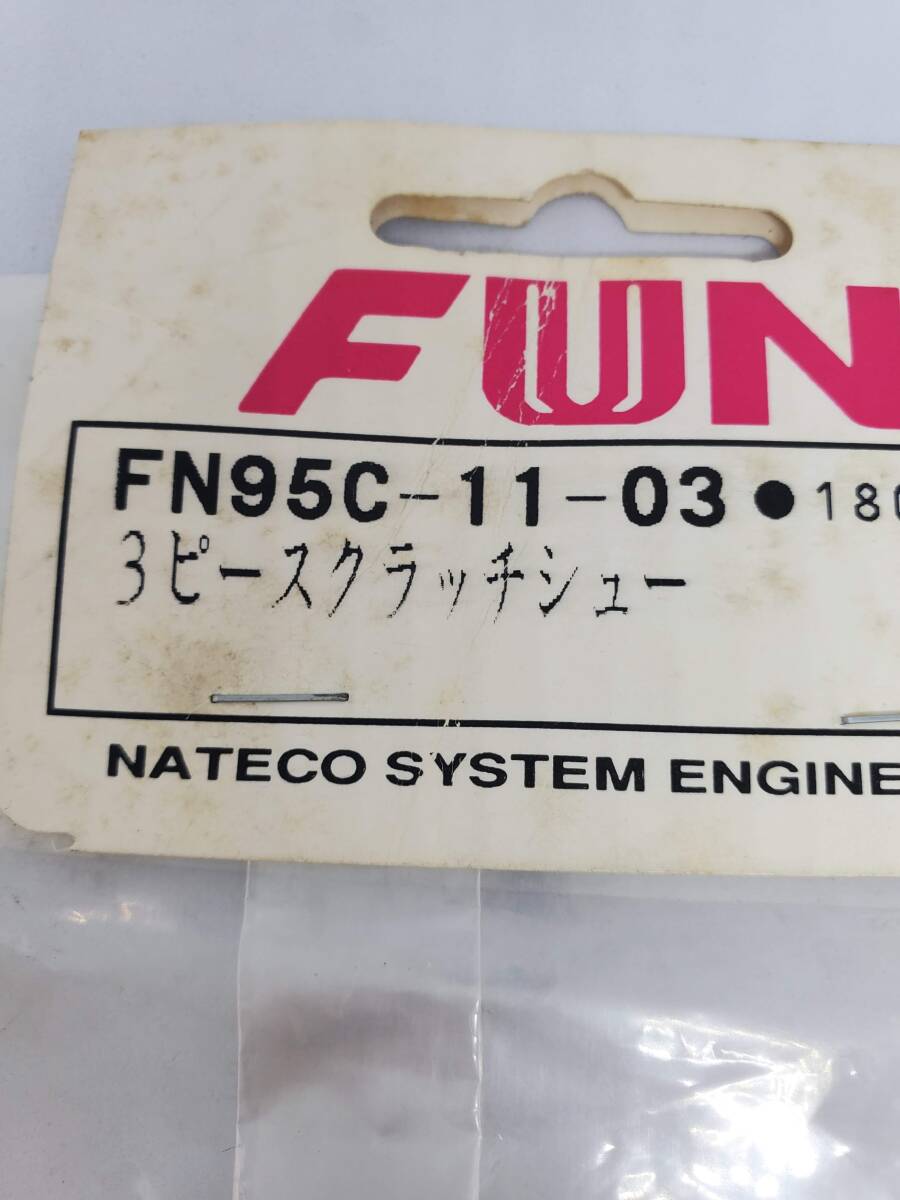 FUN
FN95C-11-03 ● 180
3ピースクラッチシュー
NATECO SYSTEM ENGINE